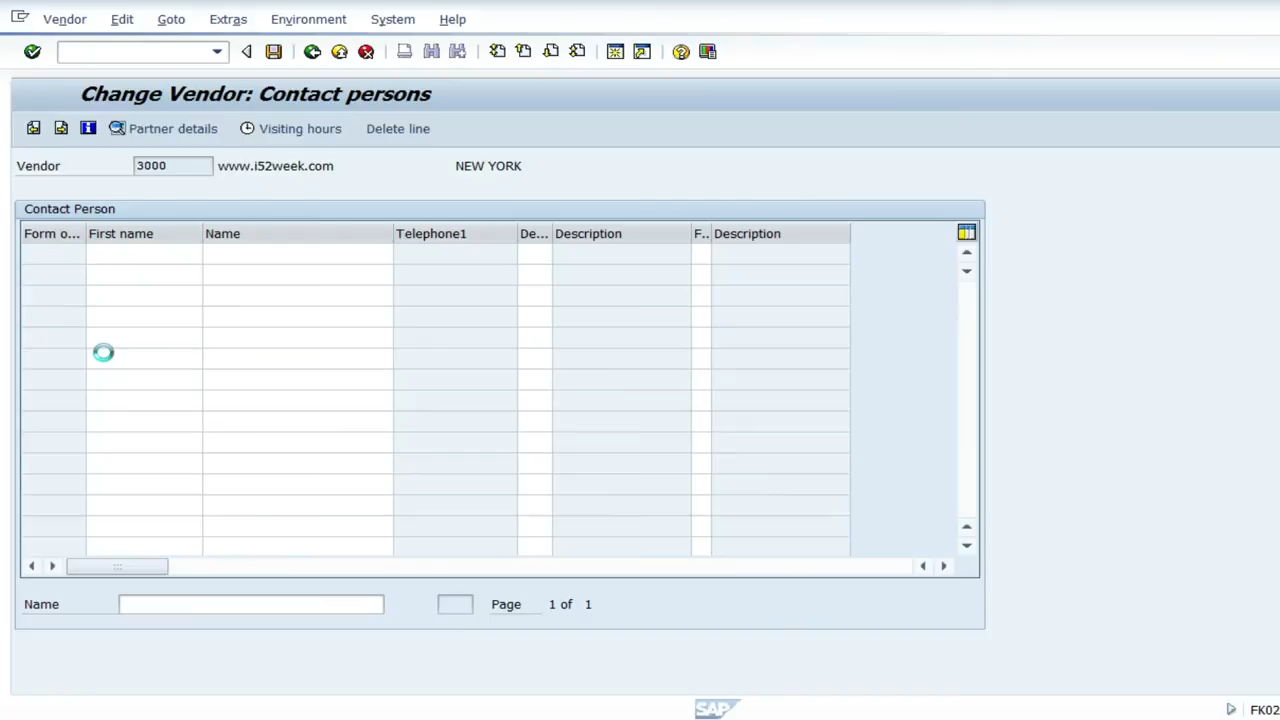 Vendor Edit Goto Extras Environment System Help
Change Vendor: Contact persons
Partner details Visiting hours Delete line
Vendor 3000 www.i52week.com NEW YORK
Contact Person
Form o... First name Name Telephone1 De... Description F.. Description
Name Page 1 of 1
SAP FK02